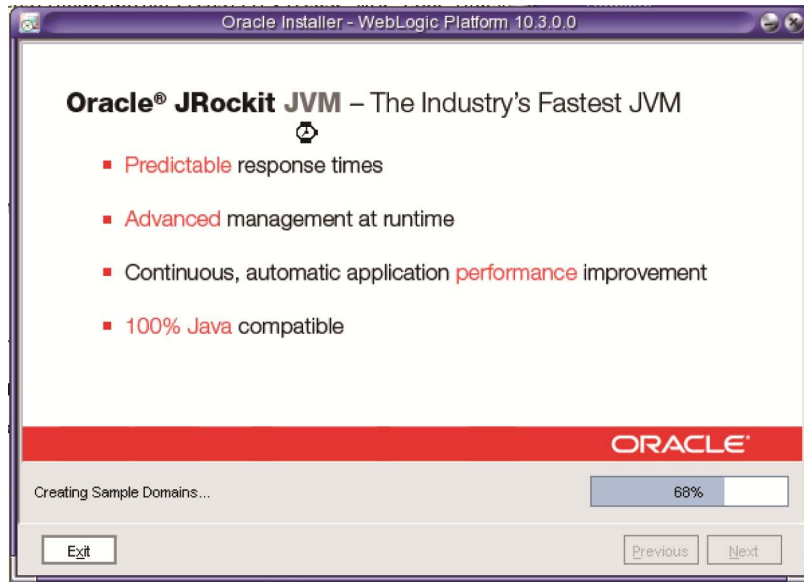 Oracle Installer - WebLogic Platform 10.3.0.0
Oracle® JRockit JVM – The Industry's Fastest JVM
Predictable response times
Advanced management at runtime
Continuous, automatic application performance improvement
100% Java compatible
ORACLE®
Creating Sample Domains...
68%
Exit
Previous
Next